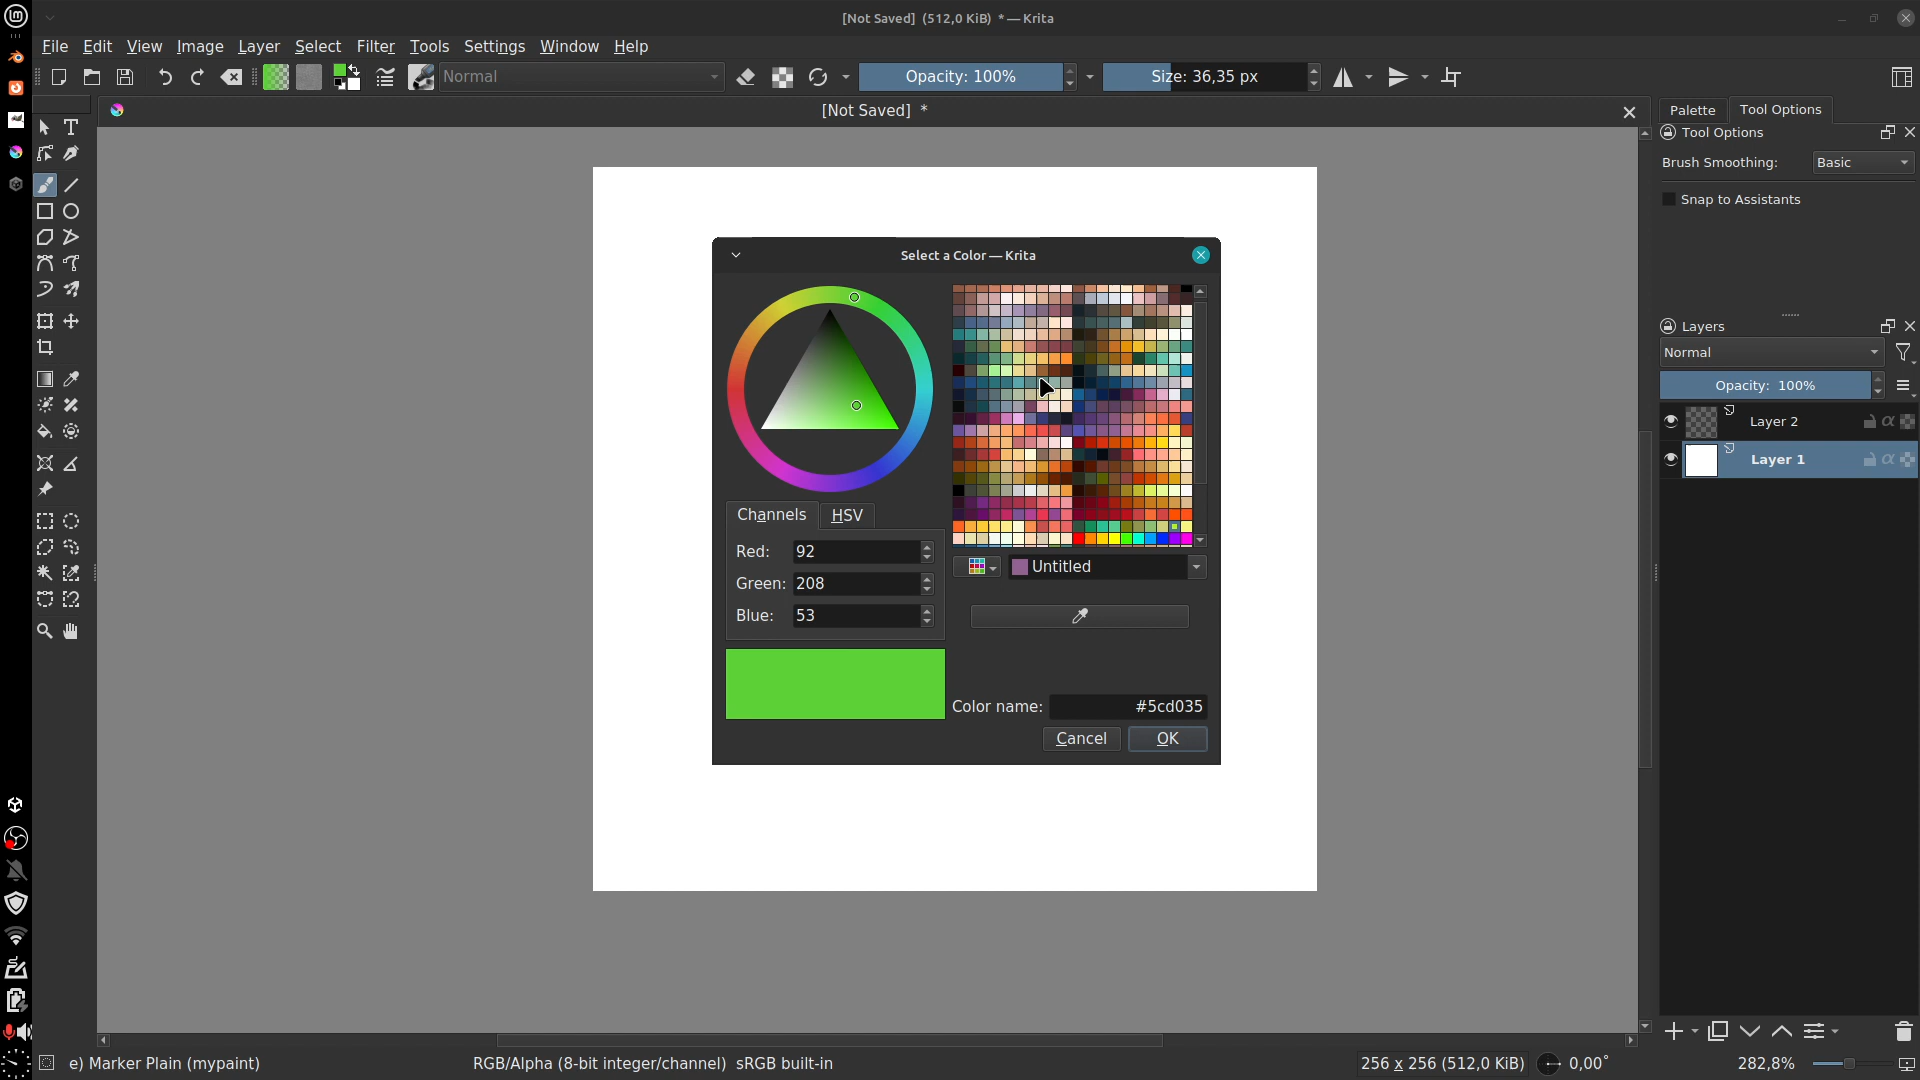 [Not Saved] (512,0 KiB) * — Krita
File Edit View Image Layer Select Filter Tools Settings Window Help
Normal
Opacity: 100%
Size: 36,35 px
[Not Saved] *
Palette
Tool Options
Tool Options
Brush Smoothing: Basic
Snap to Assistants
Select a Color — Krita
Channels
HSV
Red: 92
Green: 208
Blue: 53
Untitled
Color name: #5cd035
Cancel
OK
Layers
Normal
Opacity: 100%
Layer 2
Layer 1
e) Marker Plain (mypaint)
RGB/Alpha (8-bit integer/channel) sRGB built-in
256 x 256 (512,0 KiB)
0,00°
282,8%